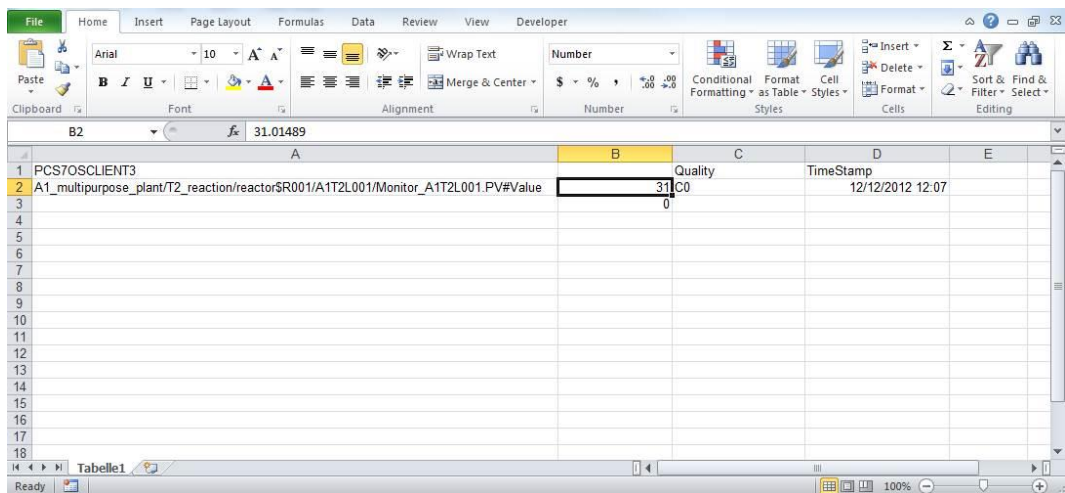 File Home Insert Page Layout Formulas Data Review View Developer
Arial 10 Wrap Text Number Insert
Paste B I U Merge & Center $ % , Conditional Formatting Format as Table Cell Styles Delete Format Sort & Filter Find & Select
Clipboard Font Alignment Number Styles Cells Editing
B2 fx 31.01489
A B C D E
1 PCS7OSCLIENT3 Quality TimeStamp
2 A1_multipurpose_plant/T2_reaction/reactor$R001/A1T2L001/Monitor_A1T2L001.PV#Value 31 C0 12/12/2012 12:07
3 0
4
5
6
7
8
9
10
11
12
13
14
15
16
17
18
Tabelle1
Ready 100%